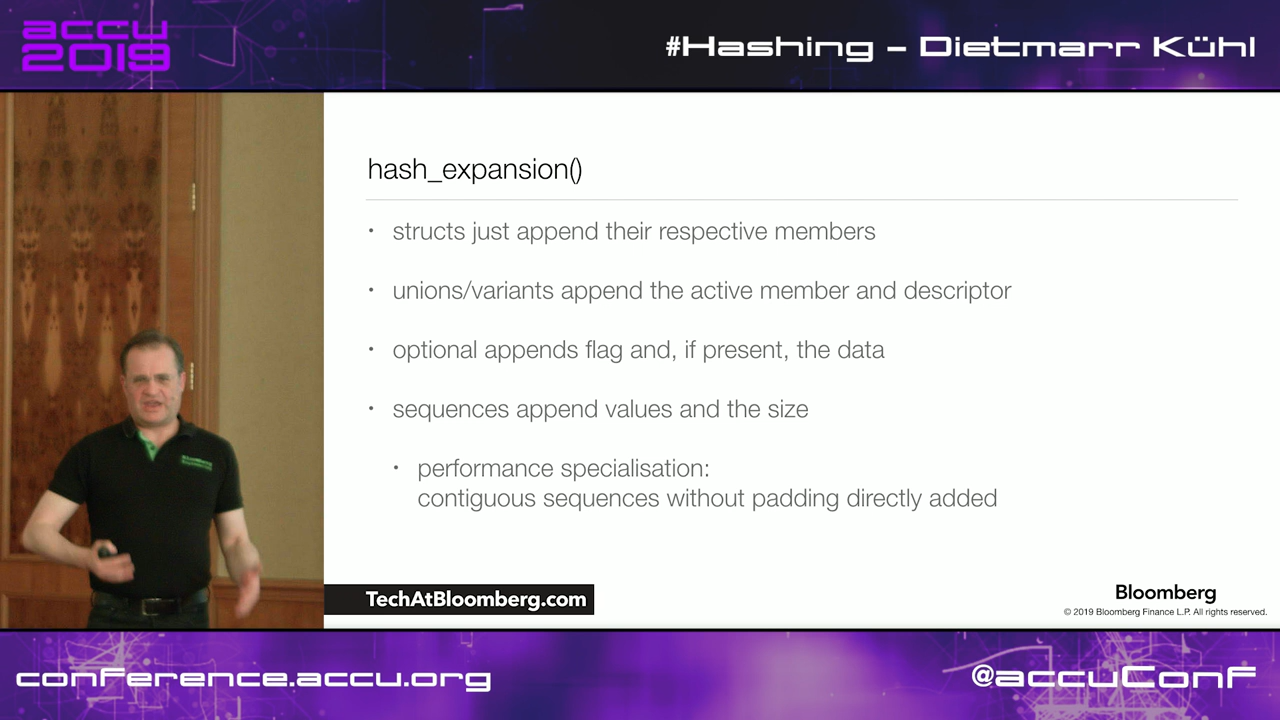 accu
2019
#Hashing – Dietmarr Kühl
hash_expansion()
• structs just append their respective members
• unions/variants append the active member and descriptor
• optional appends flag and, if present, the data
• sequences append values and the size
• performance specialisation:
contiguous sequences without padding directly added
TechAtBloomberg.com
Bloomberg
© 2019 Bloomberg Finance L.P. All rights reserved.
conference.accu.org
@accuConf